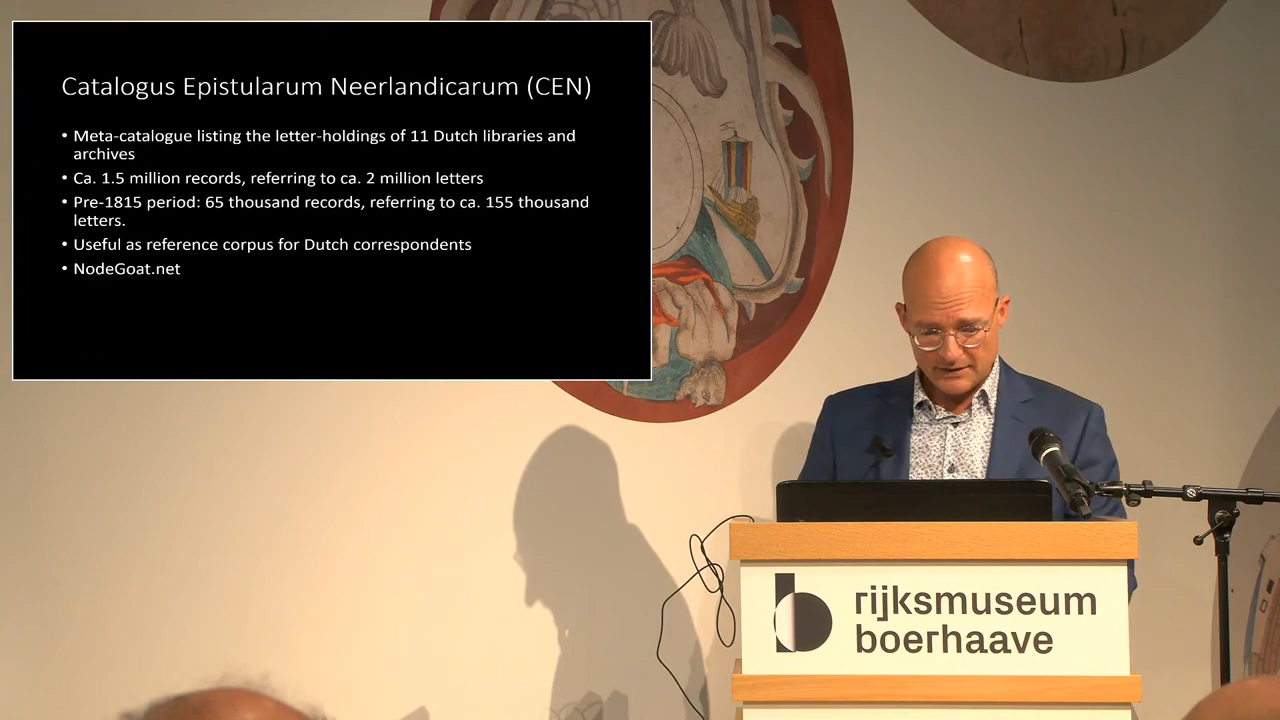 Catalogus Epistularum Neerlandicarum (CEN)
• Meta-catalogue listing the letter-holdings of 11 Dutch libraries and
archives
• Ca. 1.5 million records, referring to ca. 2 million letters
• Pre-1815 period: 65 thousand records, referring to ca. 155 thousand
letters.
• Useful as reference corpus for Dutch correspondents
• NodeGoat.net
rijksmuseum
boerhaave